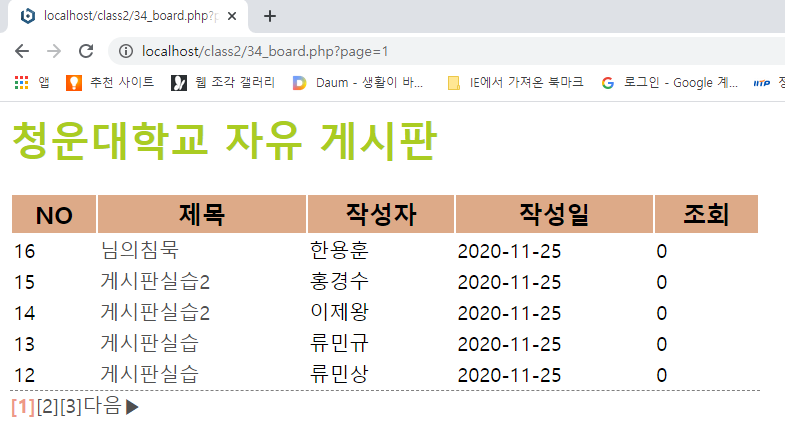 localhost/class2/34_board.php?p
localhost/class2/34_board.php?page=1
앱 추천 사이트 웹 조각 갤러리 Daum - 생활이 바... IE에서 가져온 북마크 로그인 - Google 계... IITP
청운대학교 자유 게시판
NO 제목 작성자 작성일 조회
16 님의침묵 한용훈 2020-11-25 0
15 게시판실습2 홍경수 2020-11-25 0
14 게시판실습2 이제왕 2020-11-25 0
13 게시판실습 류민규 2020-11-25 0
12 게시판실습 류민상 2020-11-25 0
[1][2][3]다음▶